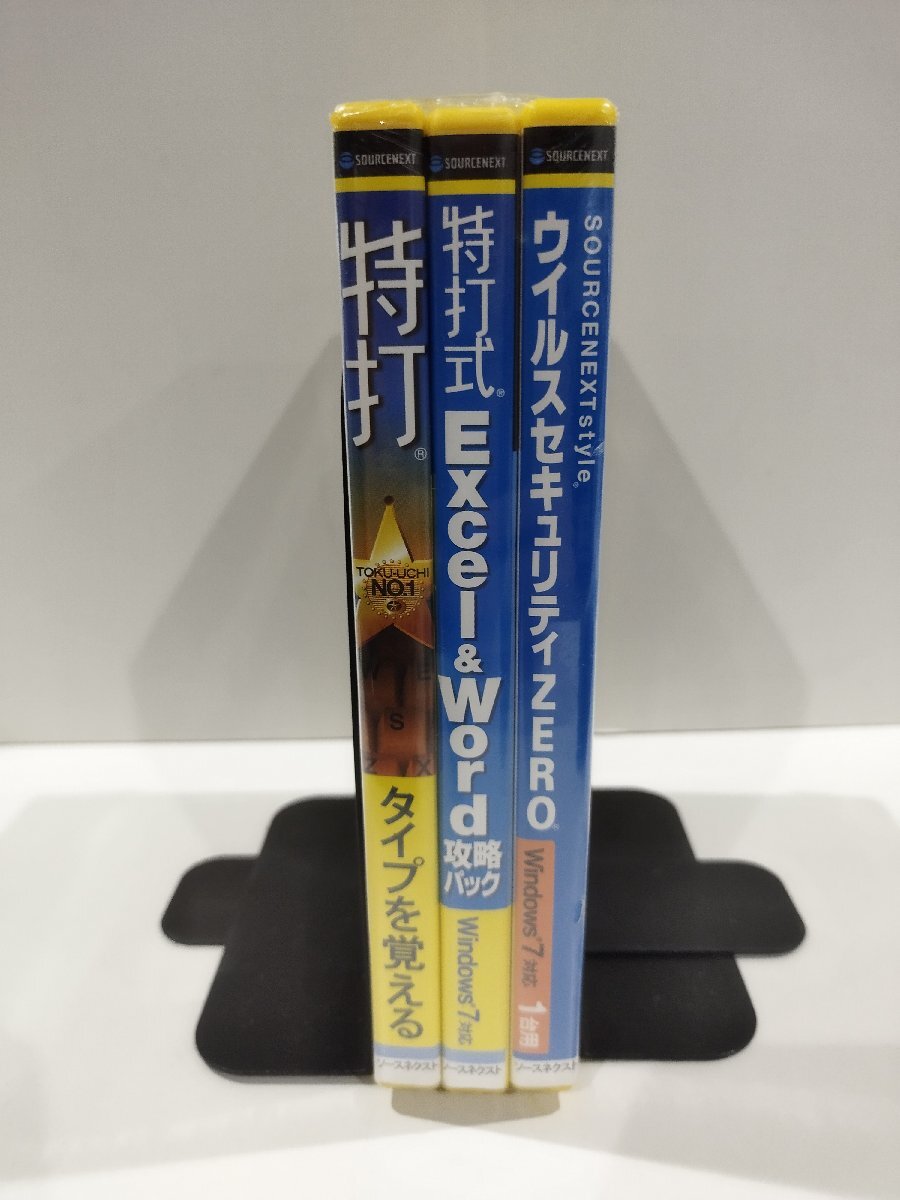 SOURCENEXT
特打®
TOKU-UCHI
NO.1
S
Z X
タイプを覚える
ソースネクスト
SOURCENEXT
特打式®
Excel&Word
攻略
パック
Windows®7対応
ソースネクスト
SOURCENEXT
SOURCENEXTstyle®
ウイルスセキュリティZERO®
Windows®7対応
1台用
ソースネクスト